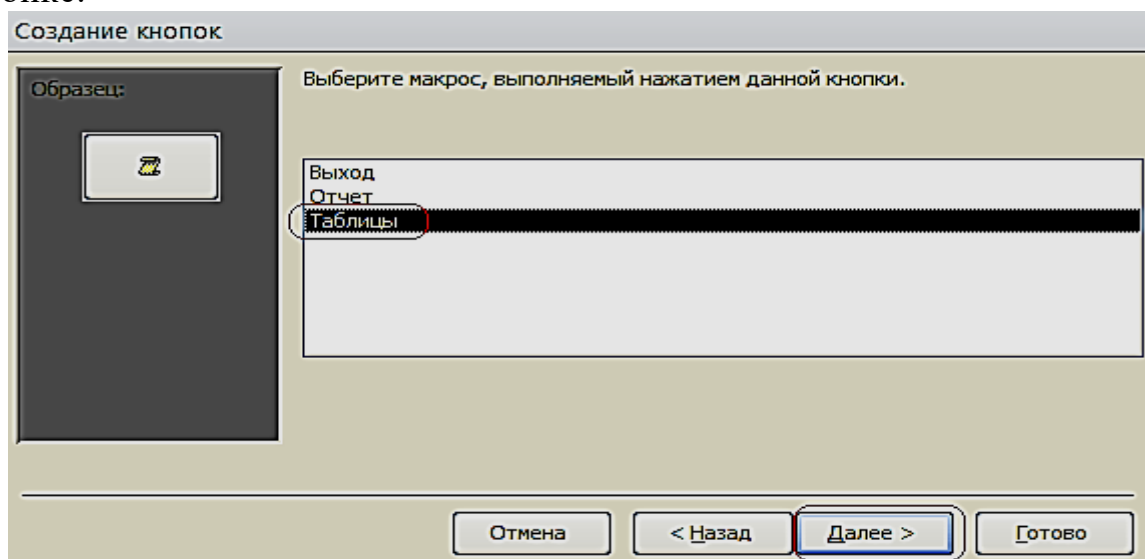 Создание кнопок
Образец:
Выберите макрос, выполняемый нажатием данной кнопки.
Выход
Отчет
Таблицы
Отмена
< Назад
Далее >
Готово